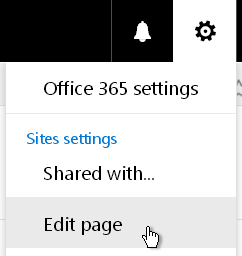 Office 365 settings
Sites settings
Shared with...
Edit page